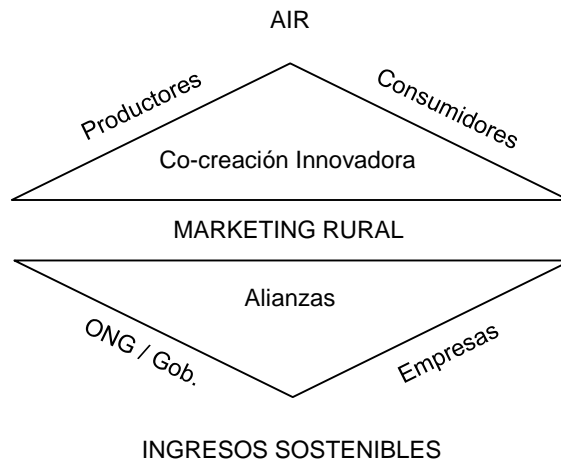 AIR
Productores
Consumidores
Co-creación Innovadora
MARKETING RURAL
Alianzas
ONG / Gob.
Empresas
INGRESOS SOSTENIBLES